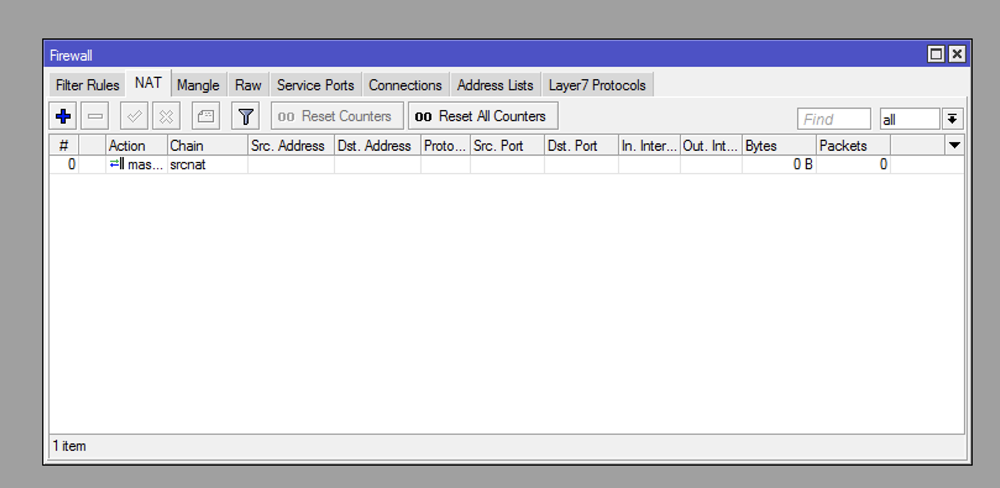 Firewall
Filter Rules NAT Mangle Raw Service Ports Connections Address Lists Layer7 Protocols
00 Reset Counters 00 Reset All Counters Find all
# Action Chain Src. Address Dst. Address Proto... Src. Port Dst. Port In. Inter... Out. Int... Bytes Packets
0 mas... srcnat 0 B 0
1 item